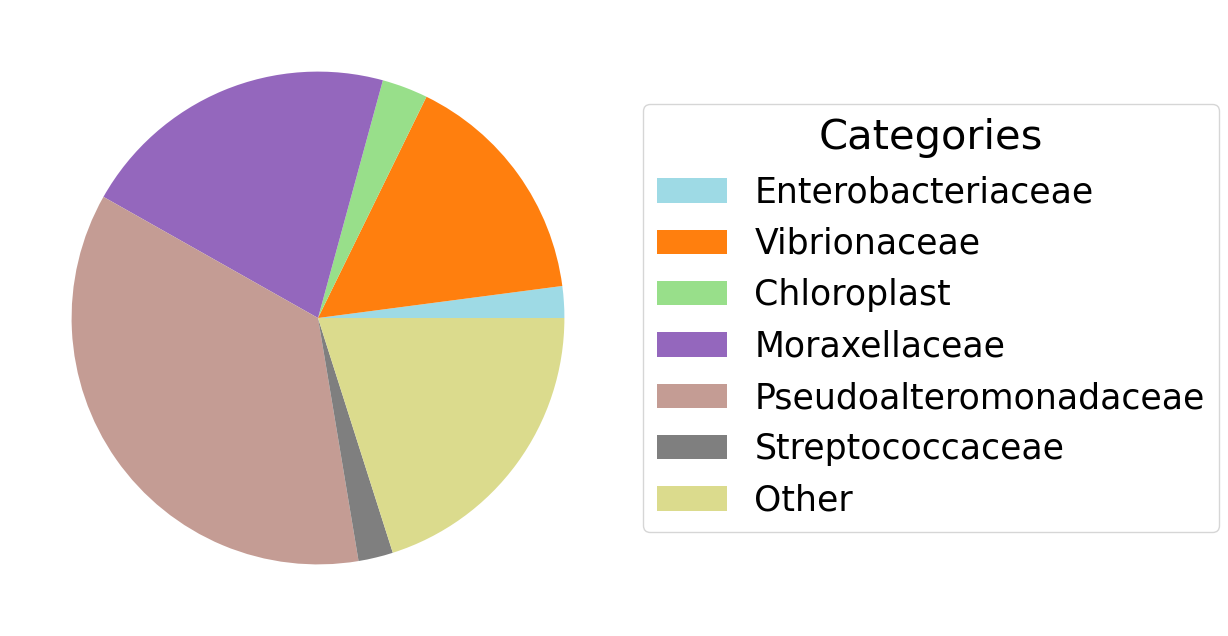 Categories
Enterobacteriaceae
Vibrionaceae
Chloroplast
Moraxellaceae
Pseudoalteromonadaceae
Streptococcaceae
Other